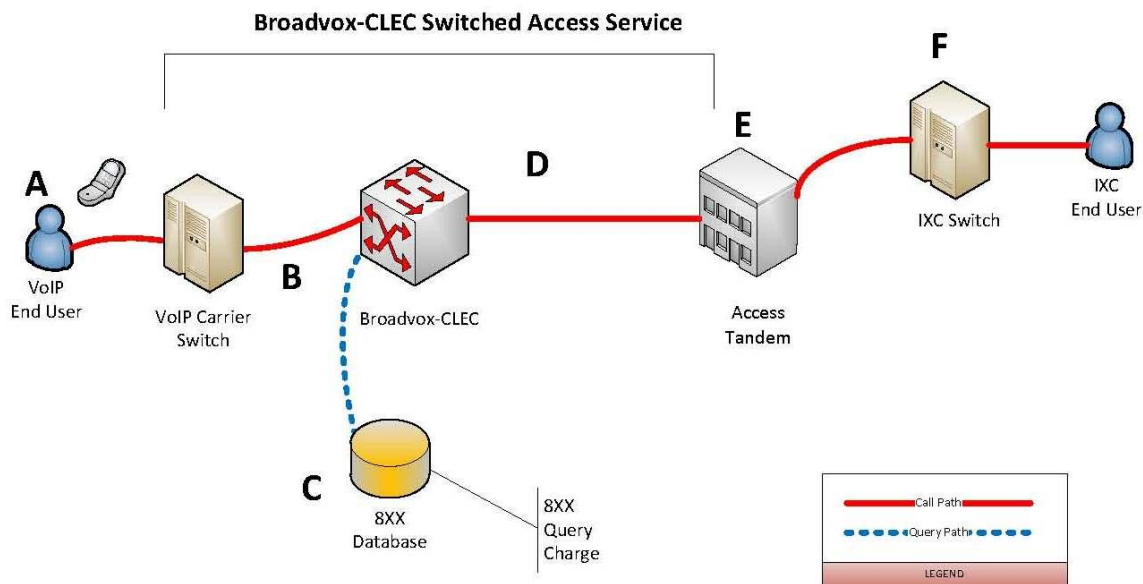 Broadvox-CLEC Switched Access Service
A
B
C
D
E
F
VoIP
End User
VoIP Carrier
Switch
Broadvox-CLEC
Access
Tandem
IXC Switch
IXC
End User
8XX
Database
8XX
Query
Charge
Call Path
Query Path
LEGEND